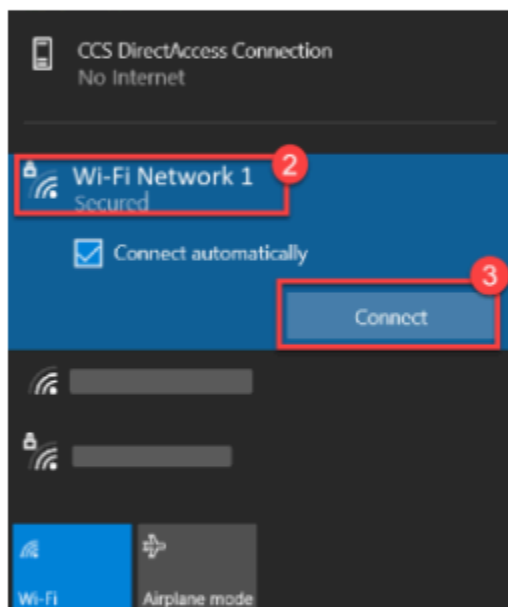 CCS DirectAccess Connection
No Internet
2
Wi-Fi Network 1
Secured
Connect automatically
3
Connect
Wi-Fi
Airplane mode